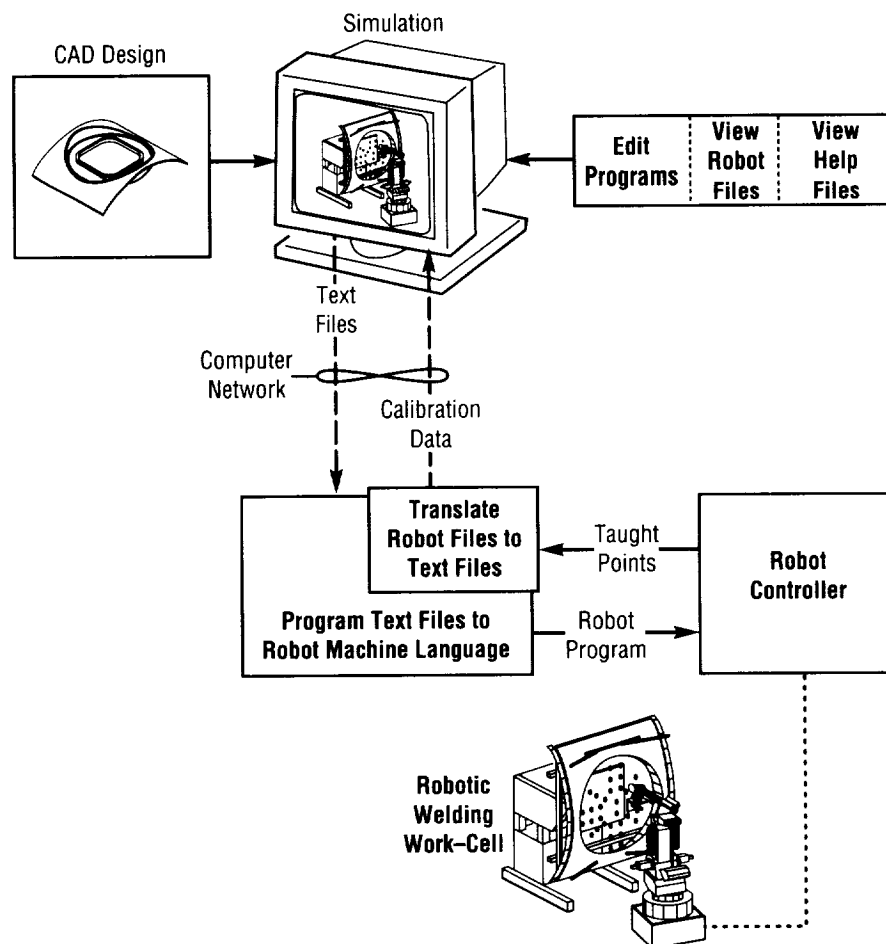 Simulation
CAD Design
Edit
Programs
View
Robot
Files
View
Help
Files
Text
Files
Computer
Network
Calibration
Data
Translate
Robot Files to
Text Files
Taught
Points
Robot
Controller
Program Text Files to
Robot Machine Language
Robot
Program
Robotic
Welding
Work–Cell